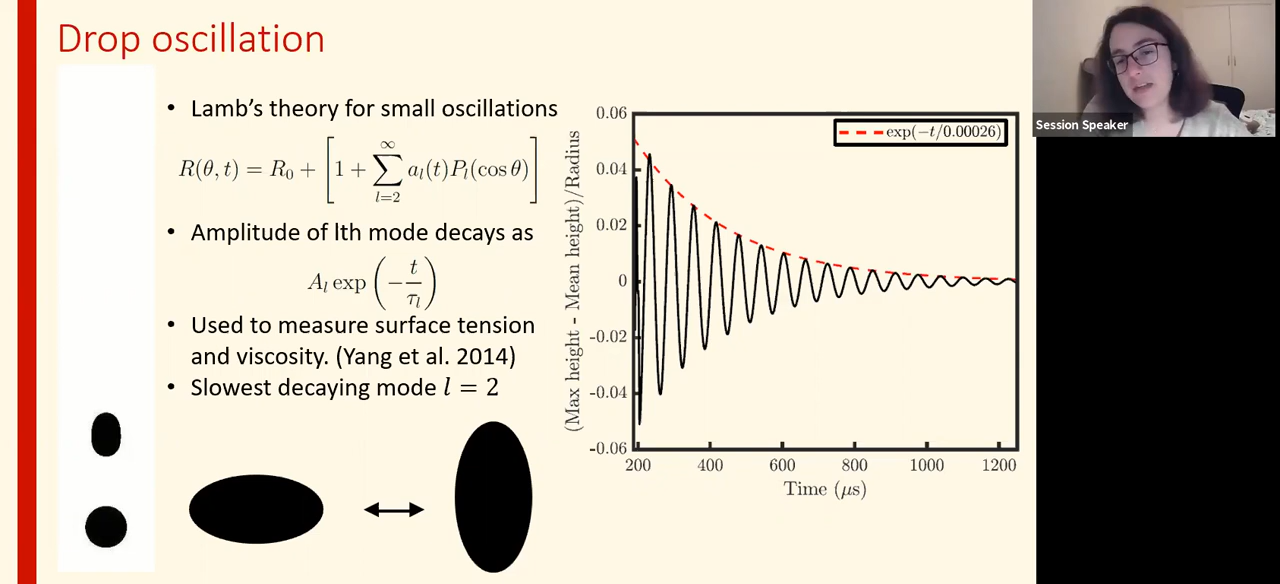 Drop oscillation
• Lamb's theory for small oscillations
R(θ, t) = R₀ + [1 + ∑_{l=2}^{∞} a_l(t)P_l(cos θ)]
• Amplitude of lth mode decays as
A_l exp(−t/τ_l)
• Used to measure surface tension
and viscosity. (Yang et al. 2014)
• Slowest decaying mode l = 2
(Max height - Mean height)/Radius
0.06
0.04
0.02
0
-0.02
-0.04
-0.06
exp(−t/0.00026)
200 400 600 800 1000 1200
Time (μs)
Session Speaker